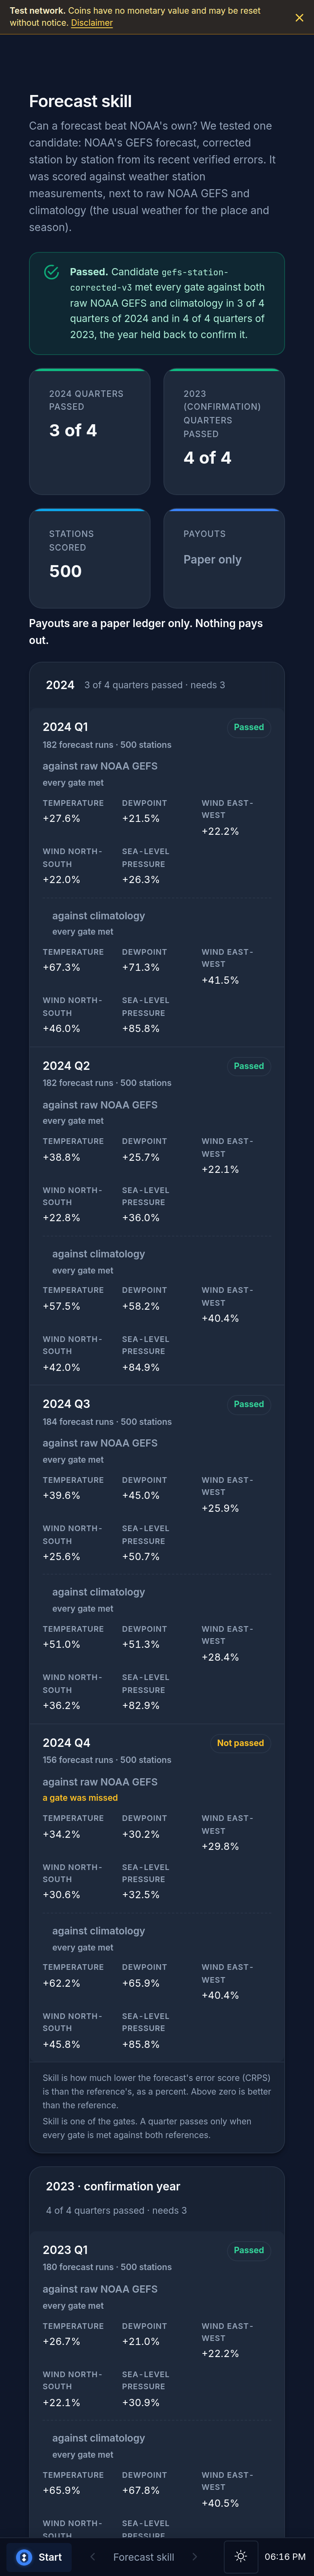 Test network. Coins have no monetary value and may be reset
without notice. Disclaimer
Forecast skill
Can a forecast beat NOAA's own? We tested one
candidate: NOAA's GEFS forecast, corrected
station by station from its recent verified errors. It
was scored against weather station
measurements, next to raw NOAA GEFS and
climatology (the usual weather for the place and
season).
Passed. Candidate gefs-station-
corrected-v3 met every gate against both
raw NOAA GEFS and climatology in 3 of 4
quarters of 2024 and in 4 of 4 quarters of
2023, the year held back to confirm it.
2024 QUARTERS
PASSED
3 of 4
2023
(CONFIRMATION)
QUARTERS
PASSED
4 of 4
STATIONS
SCORED
500
PAYOUTS
Paper only
Payouts are a paper ledger only. Nothing pays
out.
2024 3 of 4 quarters passed · needs 3
2024 Q1 Passed
182 forecast runs · 500 stations
against raw NOAA GEFS
every gate met
TEMPERATURE
+27.6%
DEWPOINT
+21.5%
WIND EAST-
WEST
+22.2%
WIND NORTH-
SOUTH
+22.0%
SEA-LEVEL
PRESSURE
+26.3%
against climatology
every gate met
TEMPERATURE
+67.3%
DEWPOINT
+71.3%
WIND EAST-
WEST
+41.5%
WIND NORTH-
SOUTH
+46.0%
SEA-LEVEL
PRESSURE
+85.8%
2024 Q2 Passed
182 forecast runs · 500 stations
against raw NOAA GEFS
every gate met
TEMPERATURE
+38.8%
DEWPOINT
+25.7%
WIND EAST-
WEST
+22.1%
WIND NORTH-
SOUTH
+22.8%
SEA-LEVEL
PRESSURE
+36.0%
against climatology
every gate met
TEMPERATURE
+57.5%
DEWPOINT
+58.2%
WIND EAST-
WEST
+40.4%
WIND NORTH-
SOUTH
+42.0%
SEA-LEVEL
PRESSURE
+84.9%
2024 Q3 Passed
184 forecast runs · 500 stations
against raw NOAA GEFS
every gate met
TEMPERATURE
+39.6%
DEWPOINT
+45.0%
WIND EAST-
WEST
+25.9%
WIND NORTH-
SOUTH
+25.6%
SEA-LEVEL
PRESSURE
+50.7%
against climatology
every gate met
TEMPERATURE
+51.0%
DEWPOINT
+51.3%
WIND EAST-
WEST
+28.4%
WIND NORTH-
SOUTH
+36.2%
SEA-LEVEL
PRESSURE
+82.9%
2024 Q4 Not passed
156 forecast runs · 500 stations
against raw NOAA GEFS
a gate was missed
TEMPERATURE
+34.2%
DEWPOINT
+30.2%
WIND EAST-
WEST
+29.8%
WIND NORTH-
SOUTH
+30.6%
SEA-LEVEL
PRESSURE
+32.5%
against climatology
every gate met
TEMPERATURE
+62.2%
DEWPOINT
+65.9%
WIND EAST-
WEST
+40.4%
WIND NORTH-
SOUTH
+45.8%
SEA-LEVEL
PRESSURE
+85.8%
Skill is how much lower the forecast's error score (CRPS)
is than the reference's, as a percent. Above zero is better
than the reference.
Skill is one of the gates. A quarter passes only when
every gate is met against both references.
2023 · confirmation year
4 of 4 quarters passed · needs 3
2023 Q1 Passed
180 forecast runs · 500 stations
against raw NOAA GEFS
every gate met
TEMPERATURE
+26.7%
DEWPOINT
+21.0%
WIND EAST-
WEST
+22.2%
WIND NORTH-
SOUTH
+22.1%
SEA-LEVEL
PRESSURE
+30.9%
against climatology
every gate met
TEMPERATURE
+65.9%
DEWPOINT
+67.8%
WIND EAST-
WEST
+40.5%
WIND NORTH-
SOUTH
SEA-LEVEL
PRESSURE
Start
Forecast skill
06:16 PM